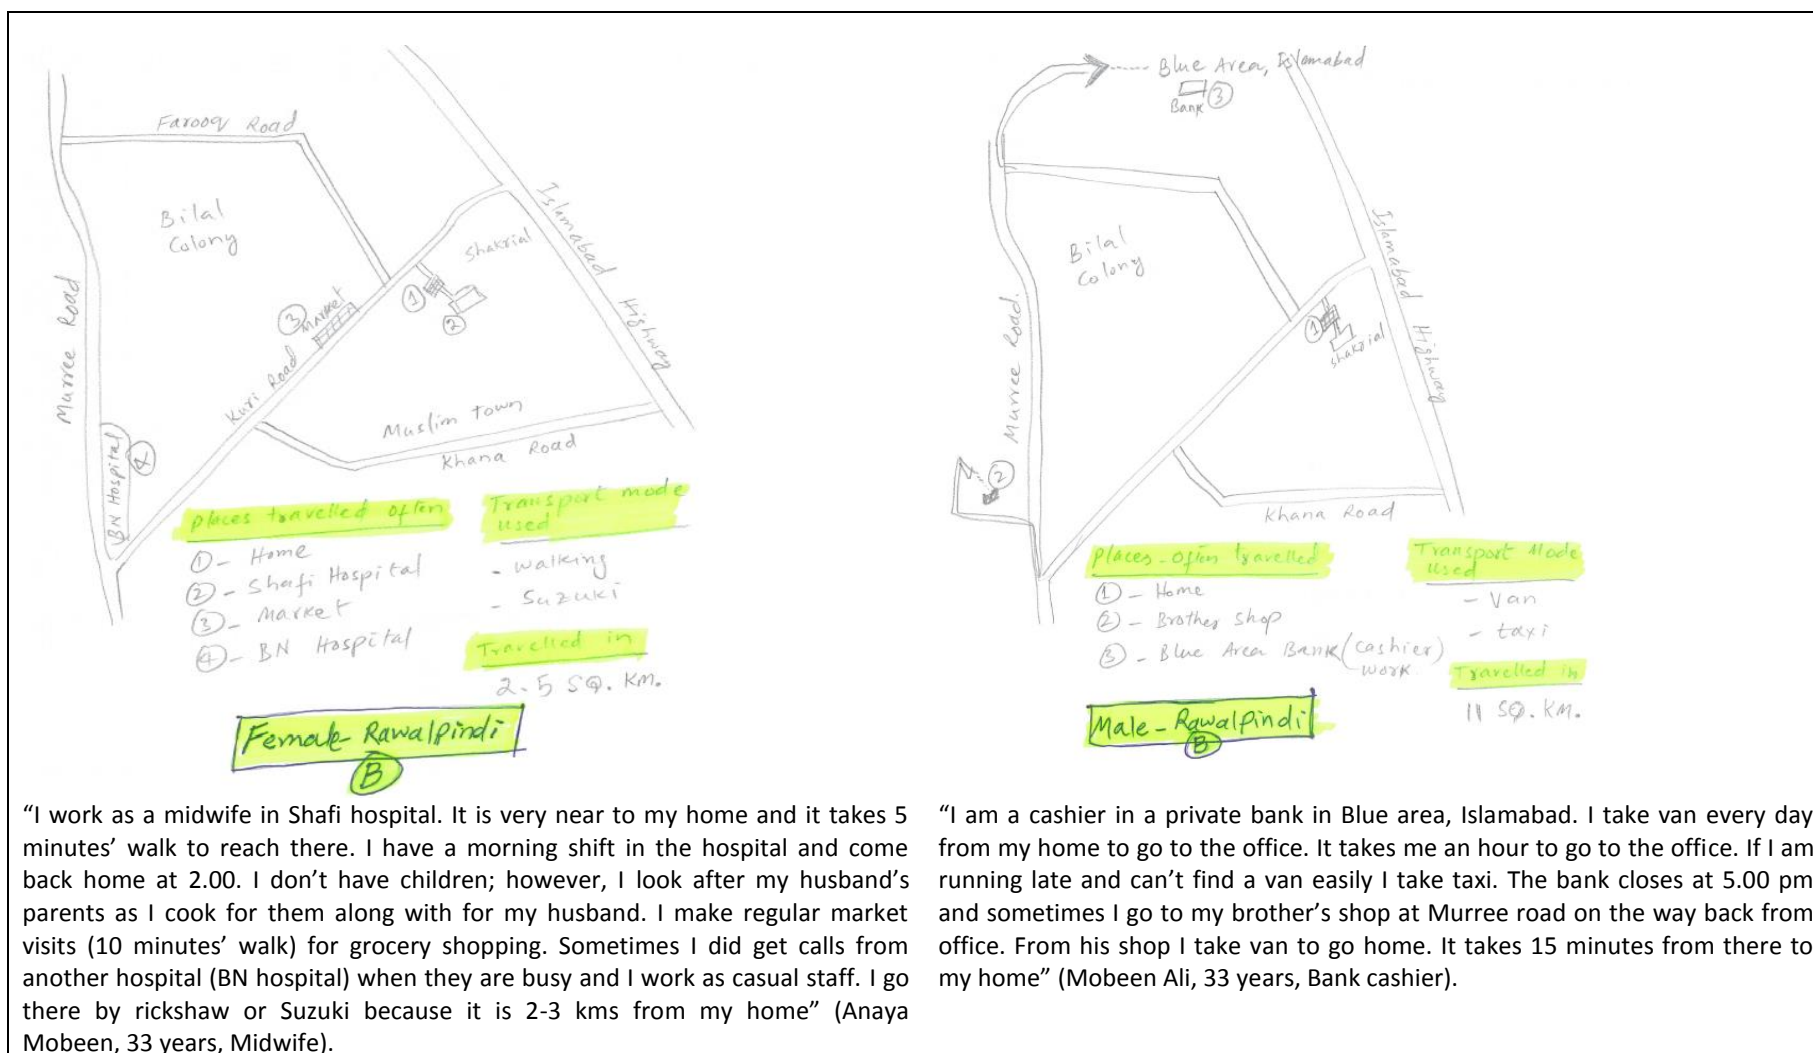 Farooq Road
Bilal
Colony
Murree Road
Shakrial
Islamabad Highway
1
2
3
Market
Kuri Road
Muslim town
Khana Road
BN Hospital
4
Places travelled often
1 - Home
2 - Shafi Hospital
3 - Market
4 - BN Hospital
Transport mode
used
- walking
- Suzuki
Travelled in
2.5 SQ. KM.
Female-Rawalpindi
B
Blue Area, Islamabad
Bank 3
Bilal
Colony
Murree Road.
Islamabad Highway
1
Shakrial
2
Khana Road
Places-often travelled
1 - Home
2 - Brother shop
3 - Blue Area Bank (cashier)
work
Transport Mode
used
- Van
- taxi
Travelled in
11 SQ. KM.
Male-Rawalpindi
B
“I work as a midwife in Shafi hospital. It is very near to my home and it takes 5
minutes’ walk to reach there. I have a morning shift in the hospital and come
back home at 2.00. I don’t have children; however, I look after my husband’s
parents as I cook for them along with for my husband. I make regular market
visits (10 minutes’ walk) for grocery shopping. Sometimes I did get calls from
another hospital (BN hospital) when they are busy and I work as casual staff. I go
there by rickshaw or Suzuki because it is 2-3 kms from my home” (Anaya
Mobeen, 33 years, Midwife).
“I am a cashier in a private bank in Blue area, Islamabad. I take van every day
from my home to go to the office. It takes me an hour to go to the office. If I am
running late and can’t find a van easily I take taxi. The bank closes at 5.00 pm
and sometimes I go to my brother’s shop at Murree road on the way back from
office. From his shop I take van to go home. It takes 15 minutes from there to
my home” (Mobeen Ali, 33 years, Bank cashier).